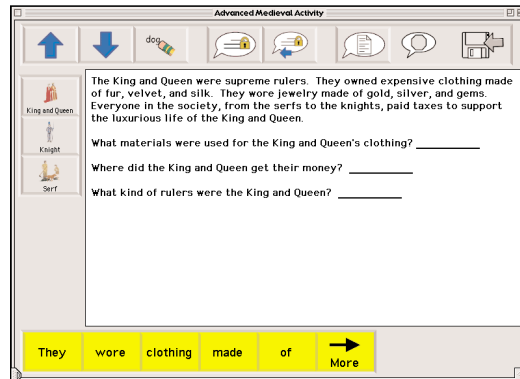 Advanced Medieval Activity
dog
The King and Queen were supreme rulers. They owned expensive clothing made
of fur, velvet, and silk. They wore jewelry made of gold, silver, and gems.
Everyone in the society, from the serfs to the knights, paid taxes to support
the luxurious life of the King and Queen.
King and Queen
Knight
Serf
What materials were used for the King and Queen's clothing? __________
Where did the King and Queen get their money? __________
What kind of rulers were the King and Queen? __________
They wore clothing made of More